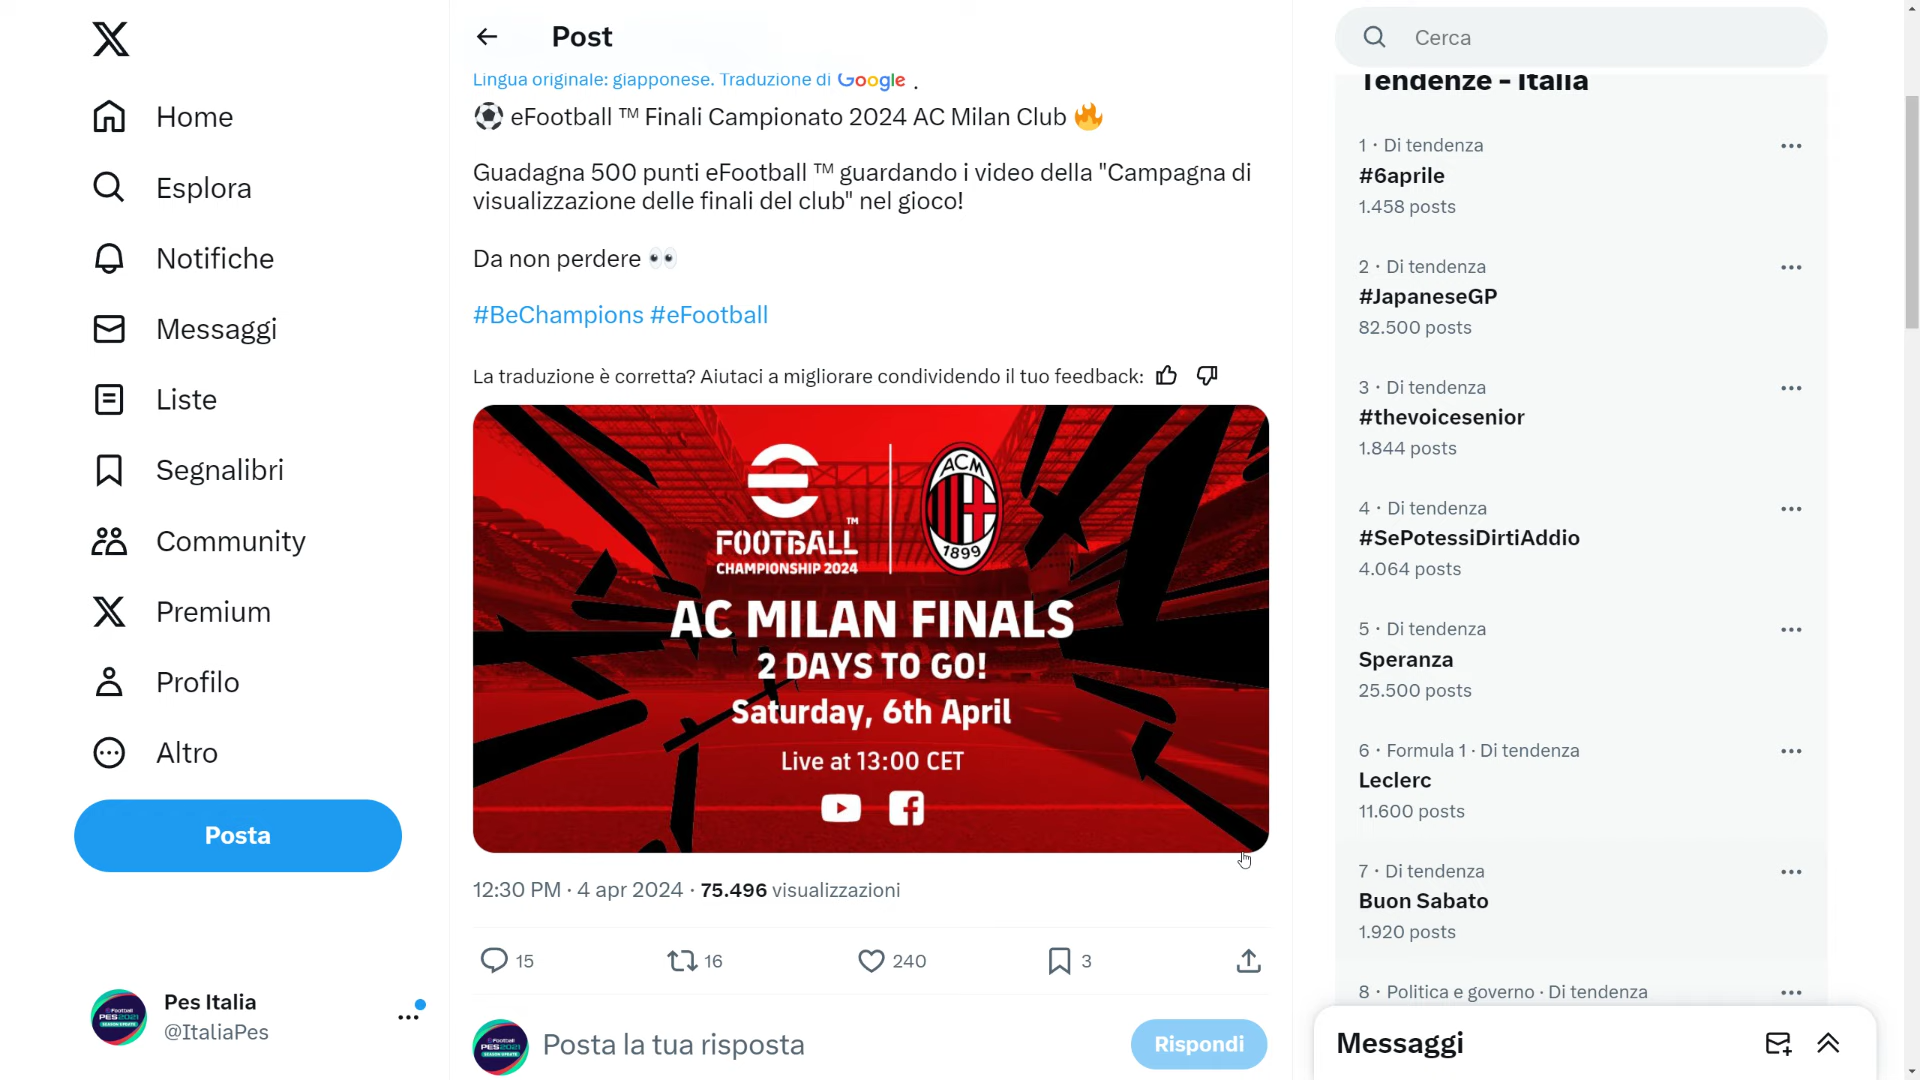 Home
Esplora
Notifiche
Messaggi
Liste
Segnalibri
Community
Premium
Profilo
Altro
Posta
Pes Italia
@ItaliaPes
Post
Lingua originale: giapponese. Traduzione di Google .
eFootball ™ Finali Campionato 2024 AC Milan Club
Guadagna 500 punti eFootball ™ guardando i video della "Campagna di
visualizzazione delle finali del club" nel gioco!
Da non perdere
#BeChampions #eFootball
La traduzione è corretta? Aiutaci a migliorare condividendo il tuo feedback:
FOOTBALL™
CHAMPIONSHIP 2024
ACM
1899
AC MILAN FINALS
2 DAYS TO GO!
Saturday, 6th April
Live at 13:00 CET
12:30 PM · 4 apr 2024 · 75.496 visualizzazioni
15
16
240
3
Posta la tua risposta
Rispondi
Cerca
Tendenze - Italia
1 · Di tendenza
#6aprile
1.458 posts
2 · Di tendenza
#JapaneseGP
82.500 posts
3 · Di tendenza
#thevoicesenior
1.844 posts
4 · Di tendenza
#SePotessiDirtiAddio
4.064 posts
5 · Di tendenza
Speranza
25.500 posts
6 · Formula 1 · Di tendenza
Leclerc
11.600 posts
7 · Di tendenza
Buon Sabato
1.920 posts
8 · Politica e governo · Di tendenza
Messaggi